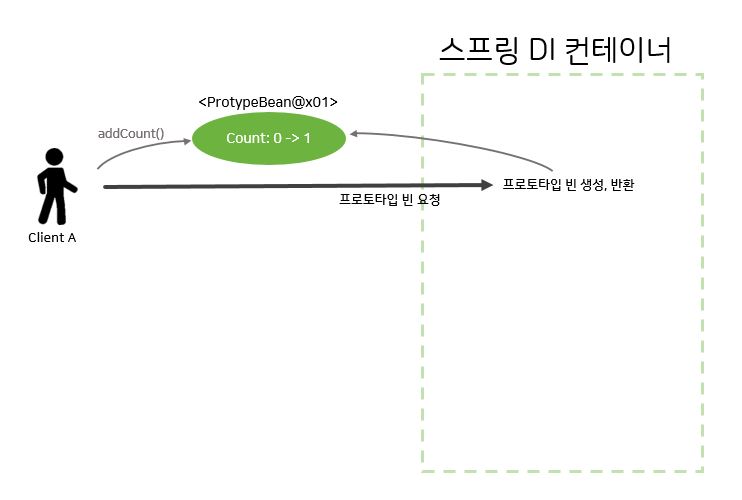 스프링 DI 컨테이너
<ProtypeBean@x01>
addCount()
Count: 0 -> 1
프로토타입 빈 생성, 반환
프로토타입 빈 요청
Client A